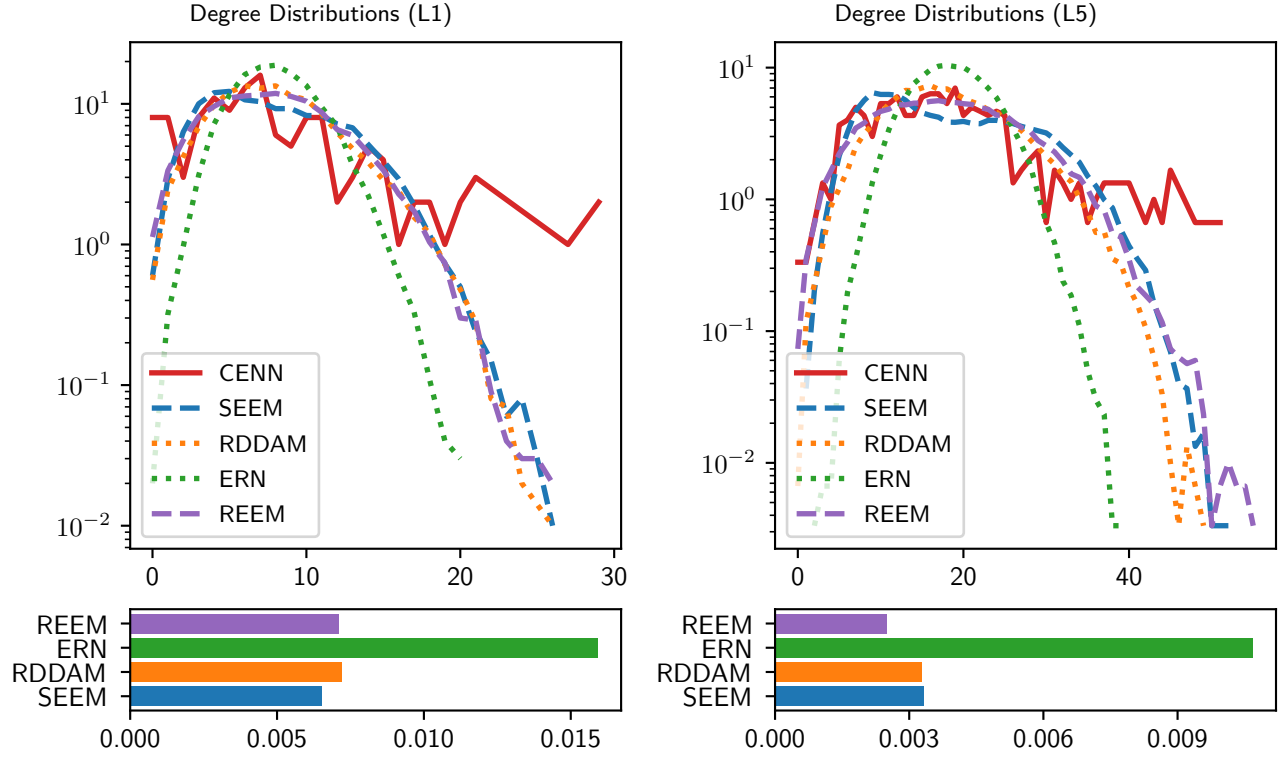 Degree Distributions (L1)
10^1
10^0
10^−1
10^−2
CENN
SEEM
RDDAM
ERN
REEM
0 10 20 30
REEM
ERN
RDDAM
SEEM
0.000 0.005 0.010 0.015
Degree Distributions (L5)
10^1
10^0
10^−1
10^−2
CENN
SEEM
RDDAM
ERN
REEM
0 20 40
REEM
ERN
RDDAM
SEEM
0.000 0.003 0.006 0.009